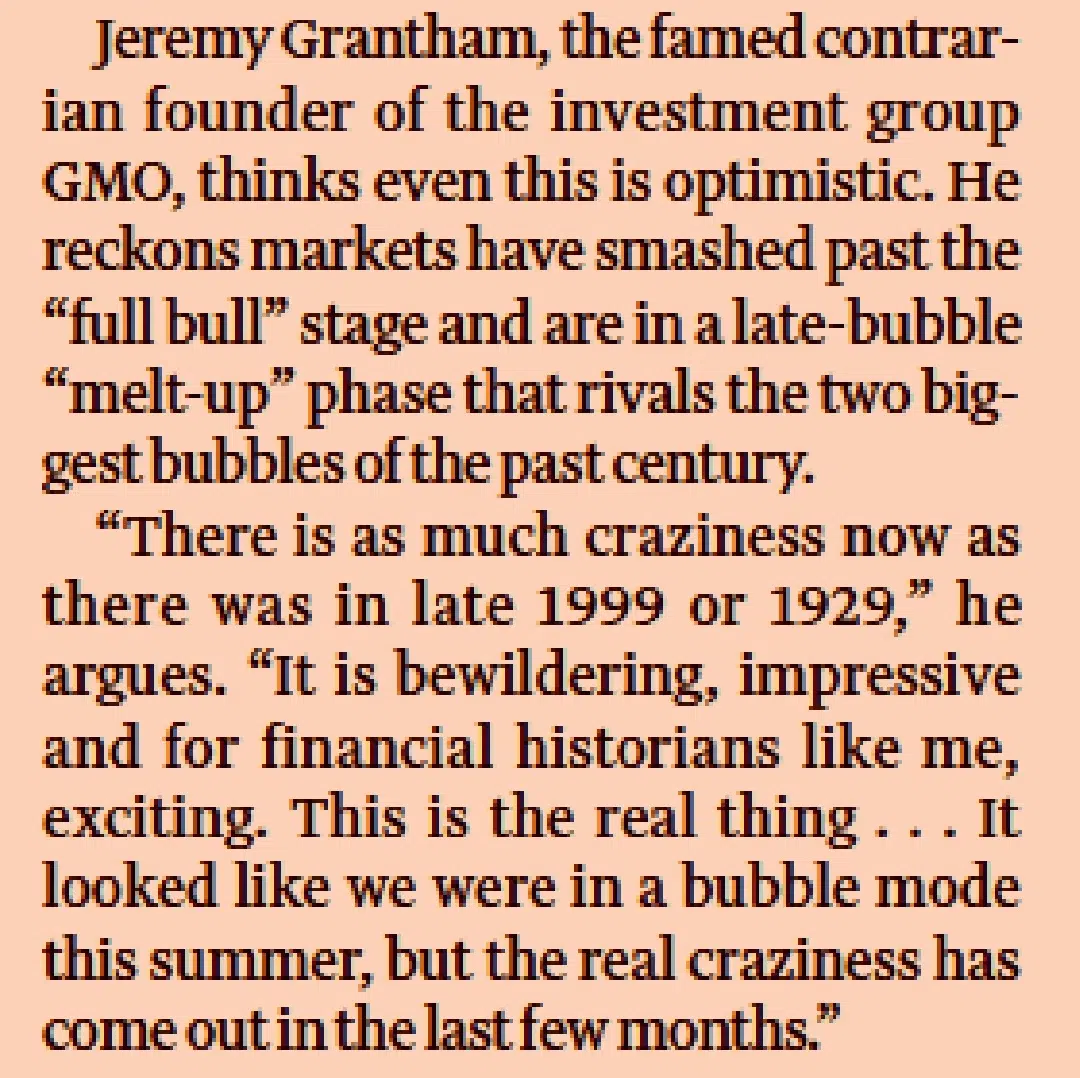 Jeremy Grantham, the famed contrar-
ian founder of the investment group
GMO, thinks even this is optimistic. He
reckons markets have smashed past the
“full bull” stage and are in a late-bubble
“melt-up” phase that rivals the two big-
gest bubbles of the past century.
“There is as much craziness now as
there was in late 1999 or 1929,” he
argues. “It is bewildering, impressive
and for financial historians like me,
exciting. This is the real thing . . . It
looked like we were in a bubble mode
this summer, but the real craziness has
come out in the last few months.”